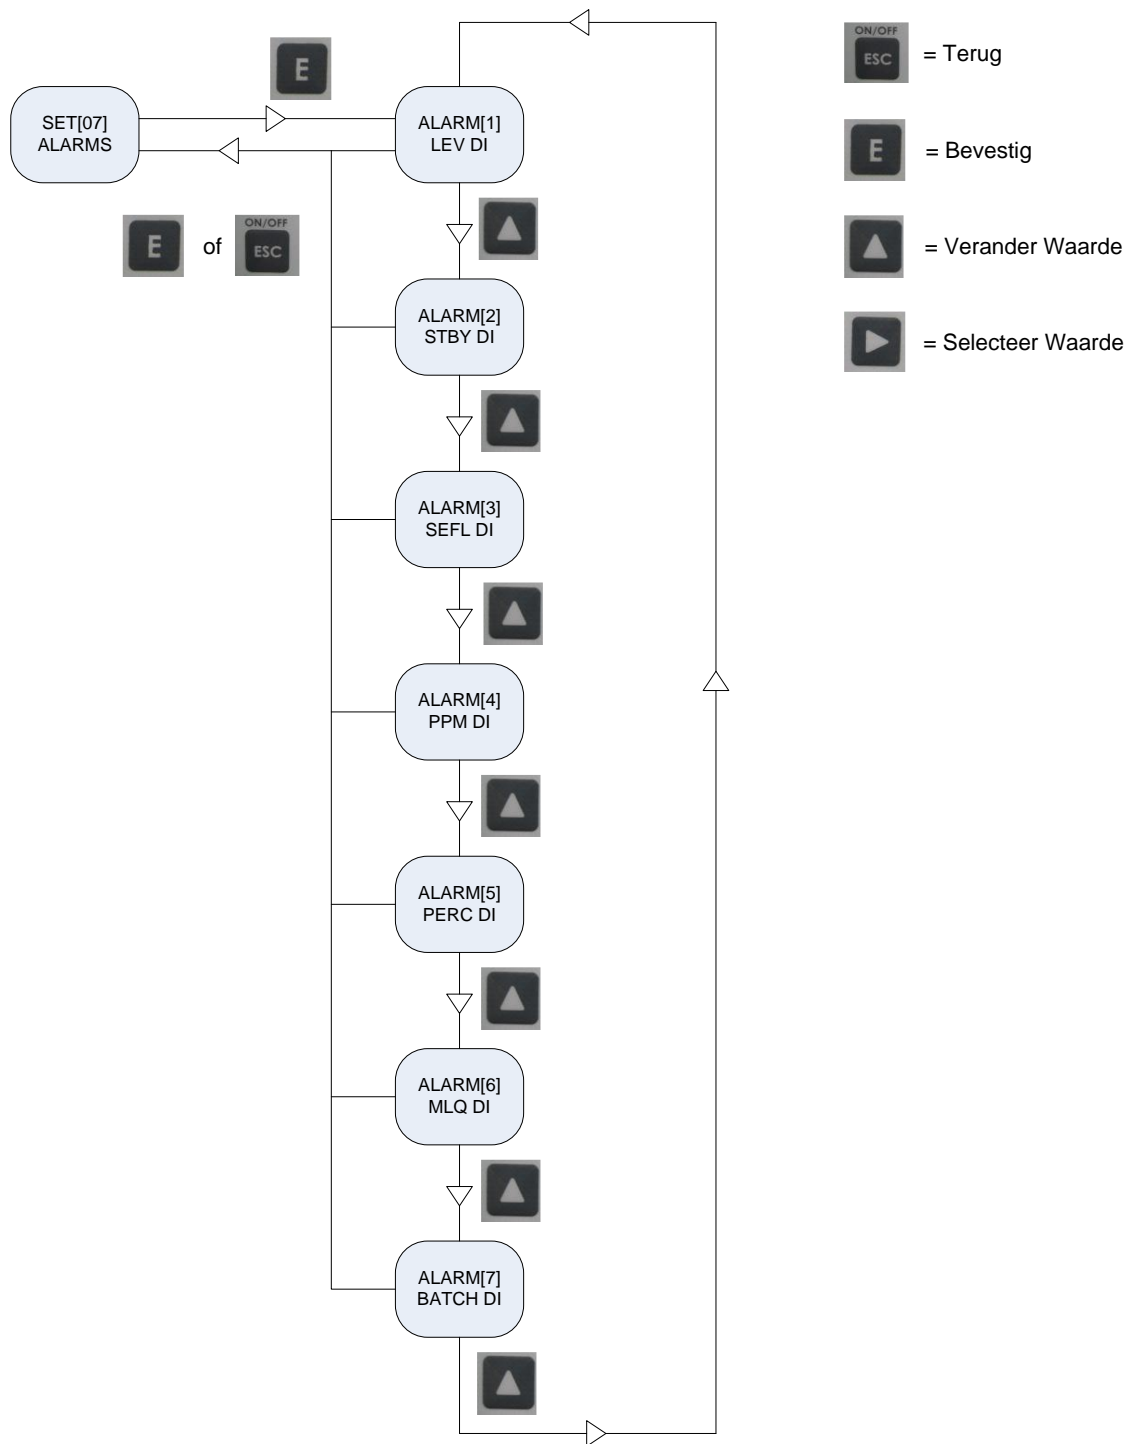 ON/OFF
ESC
= Terug
E
SET[07]
ALARMS
ALARM[1]
LEV DI
E
= Bevestig
E
of
ON/OFF
ESC
= Verander Waarde
ALARM[2]
STBY DI
= Selecteer Waarde
ALARM[3]
SEFL DI
ALARM[4]
PPM DI
ALARM[5]
PERC DI
ALARM[6]
MLQ DI
ALARM[7]
BATCH DI